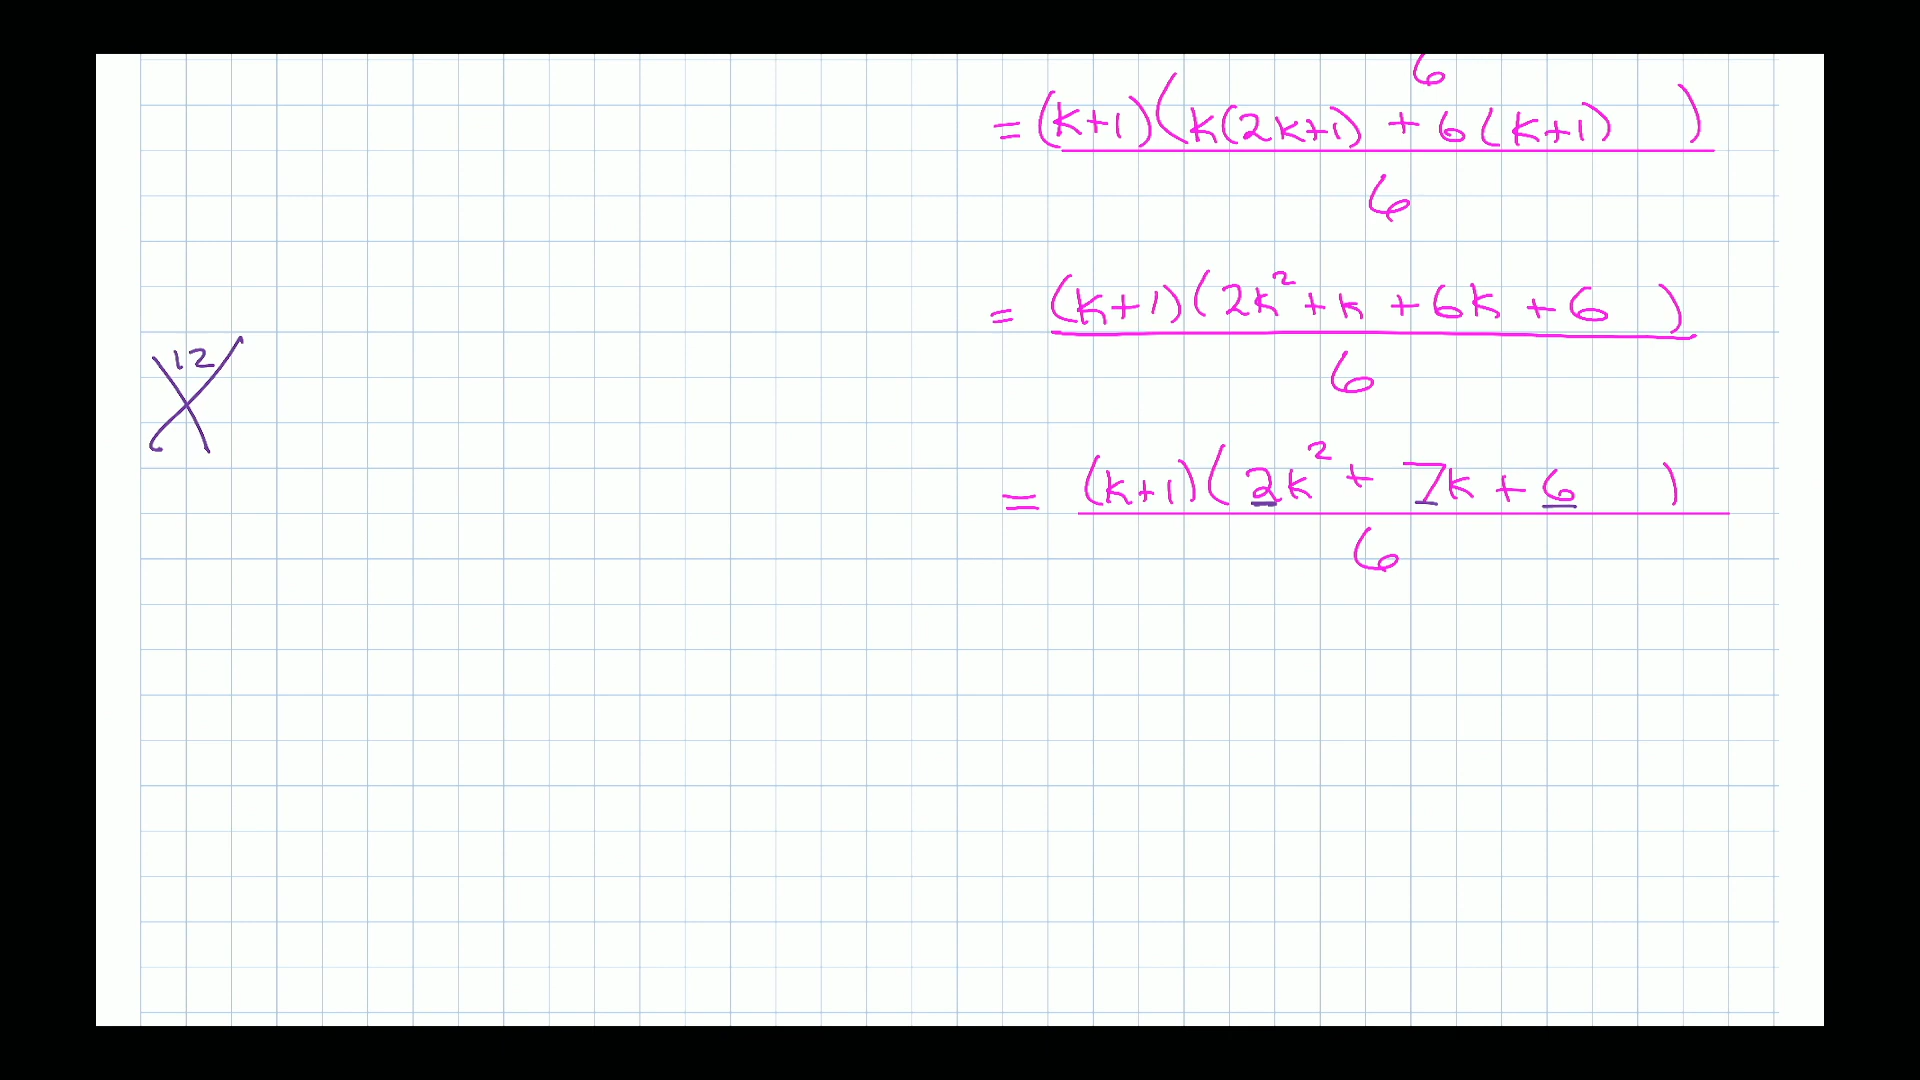 6
= (k+1)(k(2k+1) + 6(k+1) )
6
= (k+1)(2k² + k + 6k + 6 )
6
12
= (k+1)( 2k² + 7k + 6 )
6